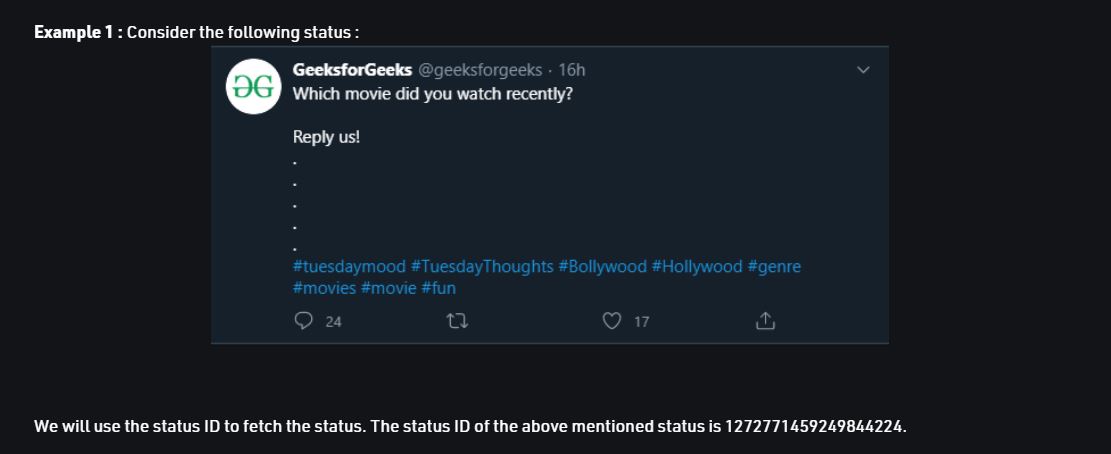 Example 1 : Consider the following status :
GeeksforGeeks @geeksforgeeks · 16h
Which movie did you watch recently?
Reply us!
.
.
.
.
.
#tuesdaymood #TuesdayThoughts #Bollywood #Hollywood #genre
#movies #movie #fun
24 17
We will use the status ID to fetch the status. The status ID of the above mentioned status is 1272771459249844224.